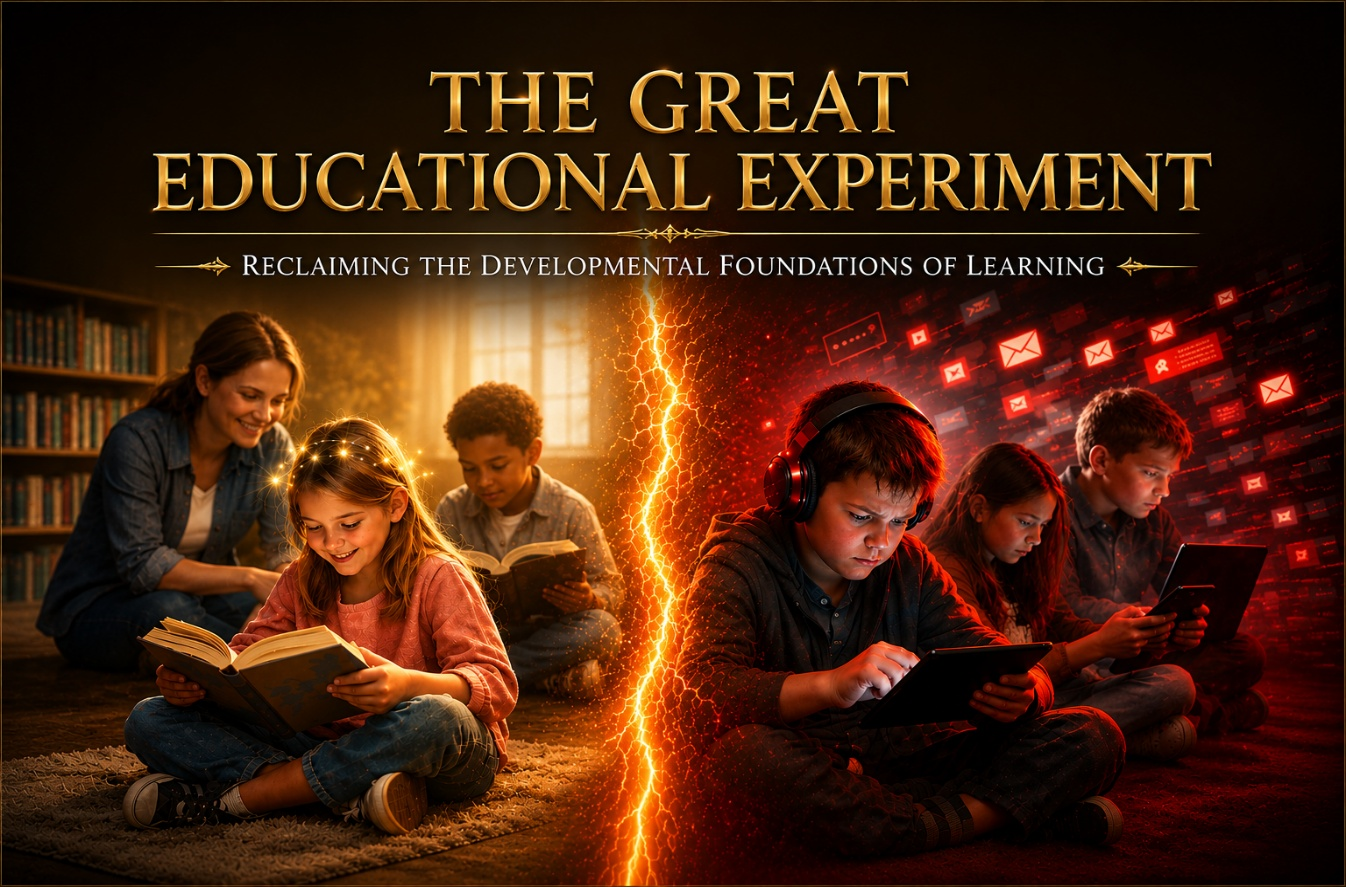 THE GREAT
EDUCATIONAL EXPERIMENT
RECLAIMING THE DEVELOPMENTAL FOUNDATIONS OF LEARNING